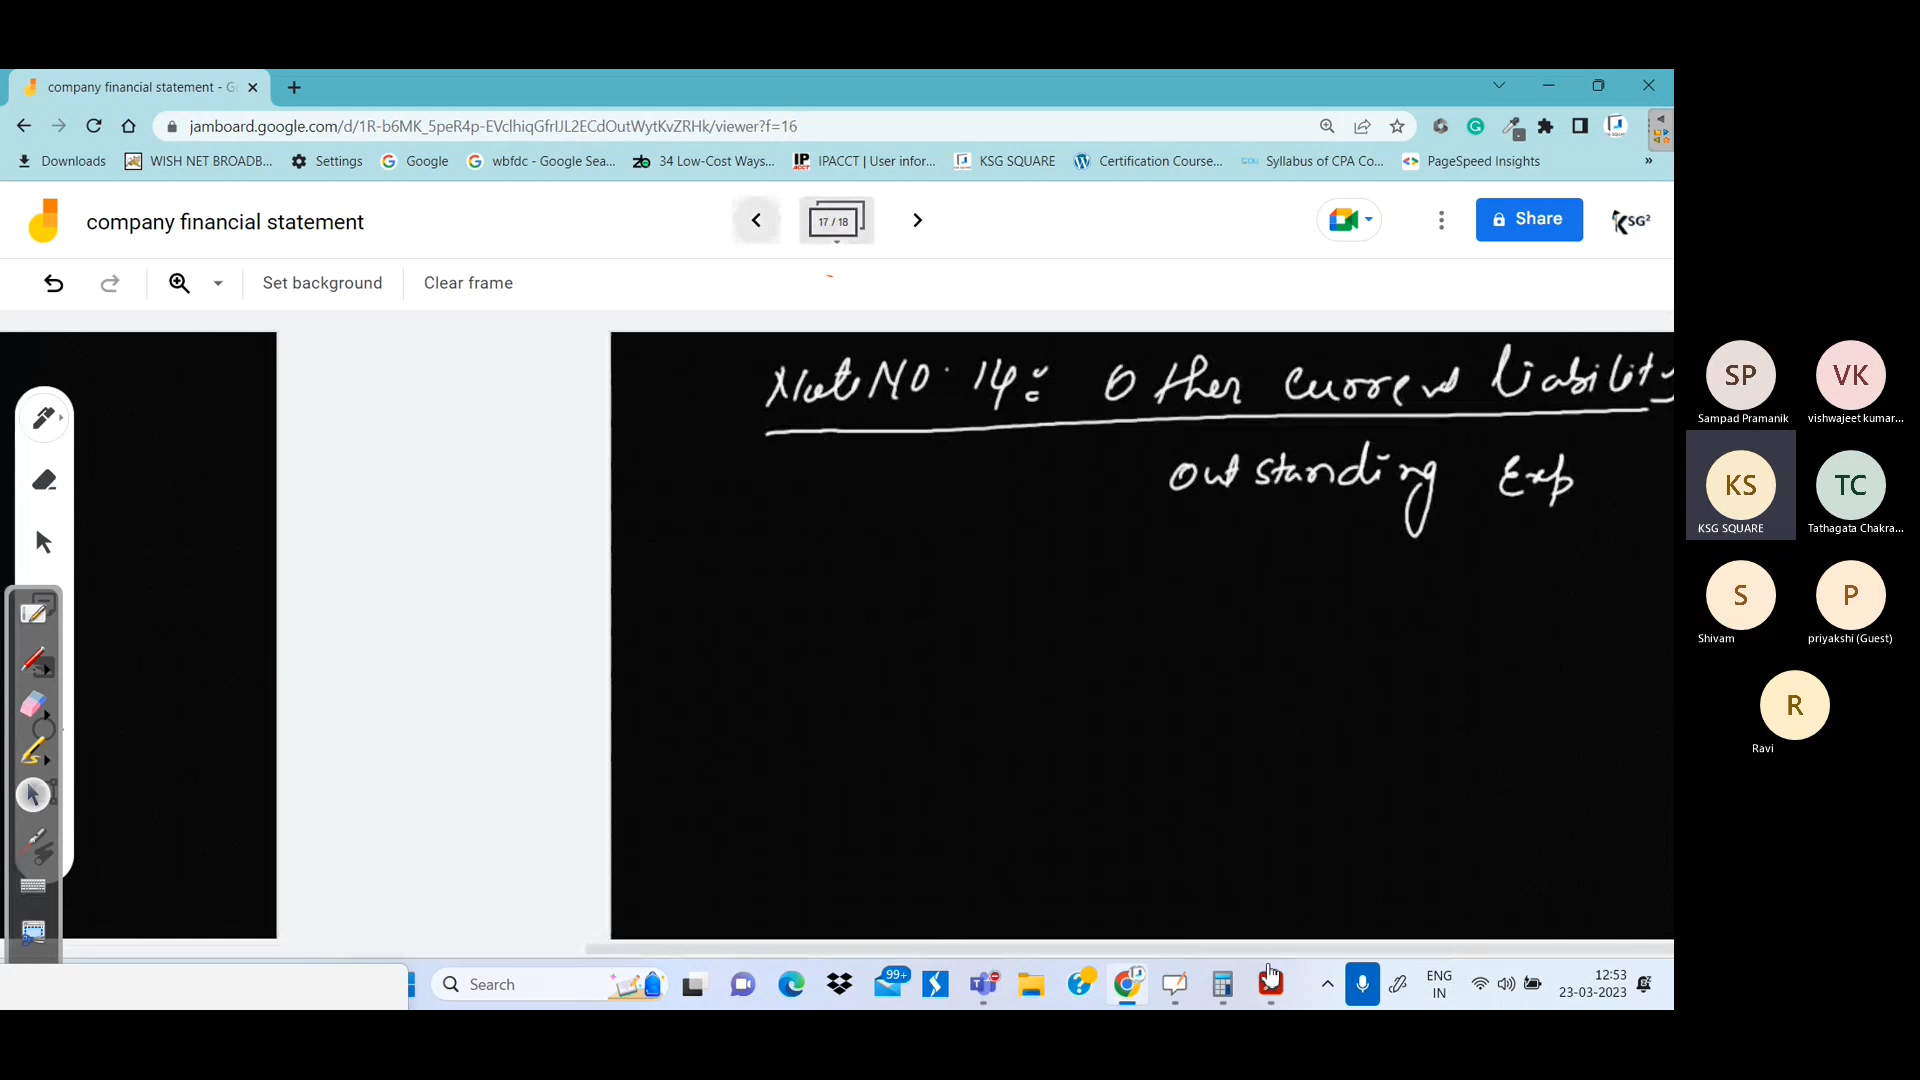 company financial statement - G
jamboard.google.com/d/1R-b6MK_5peR4p-EVclhiqGfrIJL2ECdOutWytKvZRHk/viewer?f=16
Downloads WISH NET BROADB... Settings Google wbfdc - Google Sea... 34 Low-Cost Ways... IPACCT | User infor... KSG SQUARE Certification Course... Syllabus of CPA Co... PageSpeed Insights »
company financial statement
17 / 18
Share
KSG²
Set background Clear frame
Note No. 14: Other current liability
outstanding Exp
SP VK
Sampad Pramanik vishwajeet kumar...
KS TC
KSG SQUARE Tathagata Chakra...
S P
Shivam priyakshi (Guest)
R
Ravi
Search
99+
ENG
IN
12:53
23-03-2023